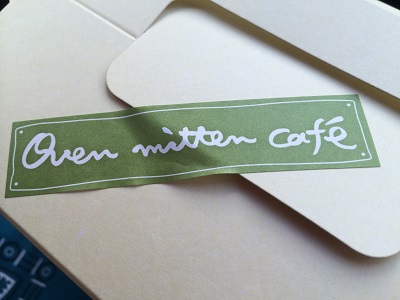 Oven mitten café